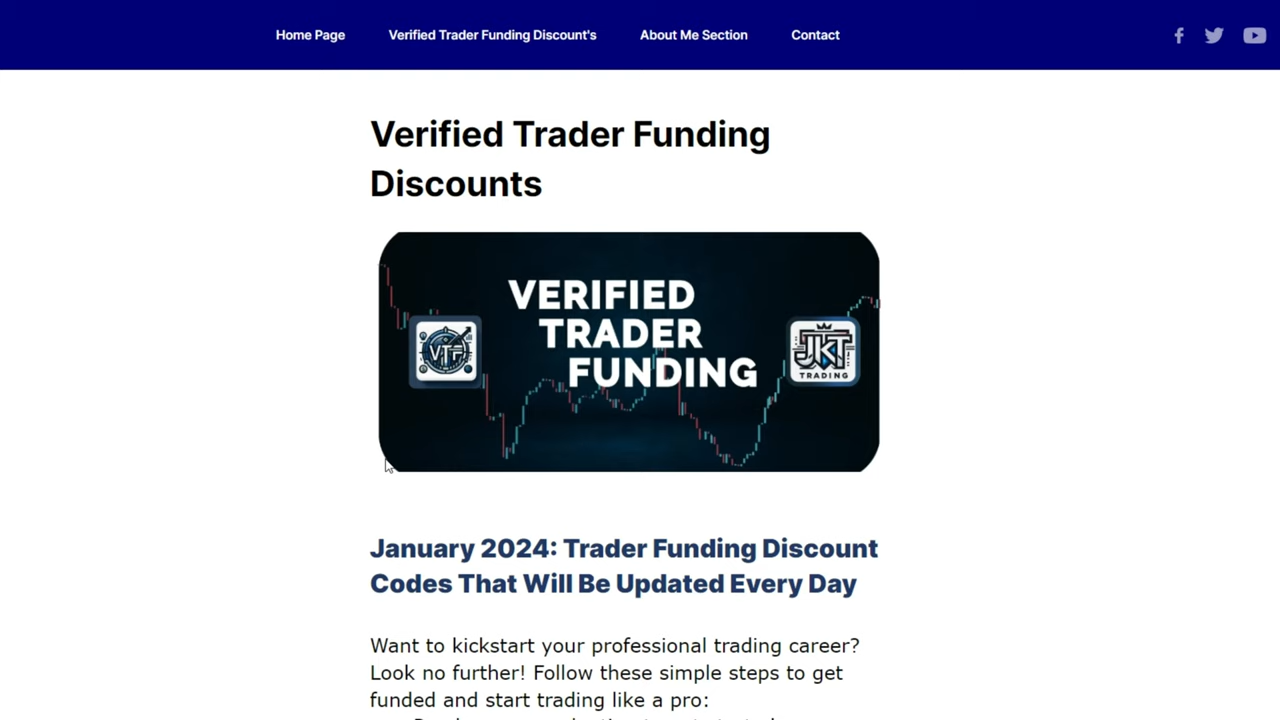 Home Page
Verified Trader Funding Discount's
About Me Section
Contact
Verified Trader Funding
Discounts
VERIFIED
TRADER
FUNDING
VTF
JKT
TRADING
January 2024: Trader Funding Discount
Codes That Will Be Updated Every Day
Want to kickstart your professional trading career?
Look no further! Follow these simple steps to get
funded and start trading like a pro: